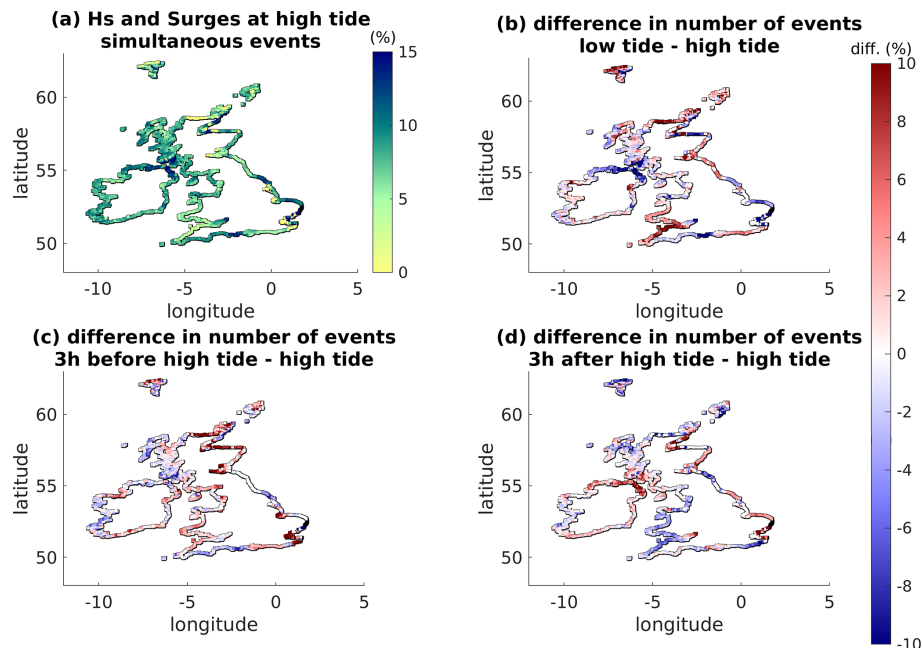 (a) Hs and Surges at high tide
simultaneous events
(%)
15
10
5
0
60
55
50
latitude
-10 -5 0 5
longitude
(b) difference in number of events
low tide - high tide
diff. (%)
10
8
6
4
2
0
-2
-4
-6
-8
-10
60
55
50
latitude
-10 -5 0 5
longitude
(c) difference in number of events
3h before high tide - high tide
60
55
50
latitude
-10 -5 0 5
longitude
(d) difference in number of events
3h after high tide - high tide
60
55
50
latitude
-10 -5 0 5
longitude